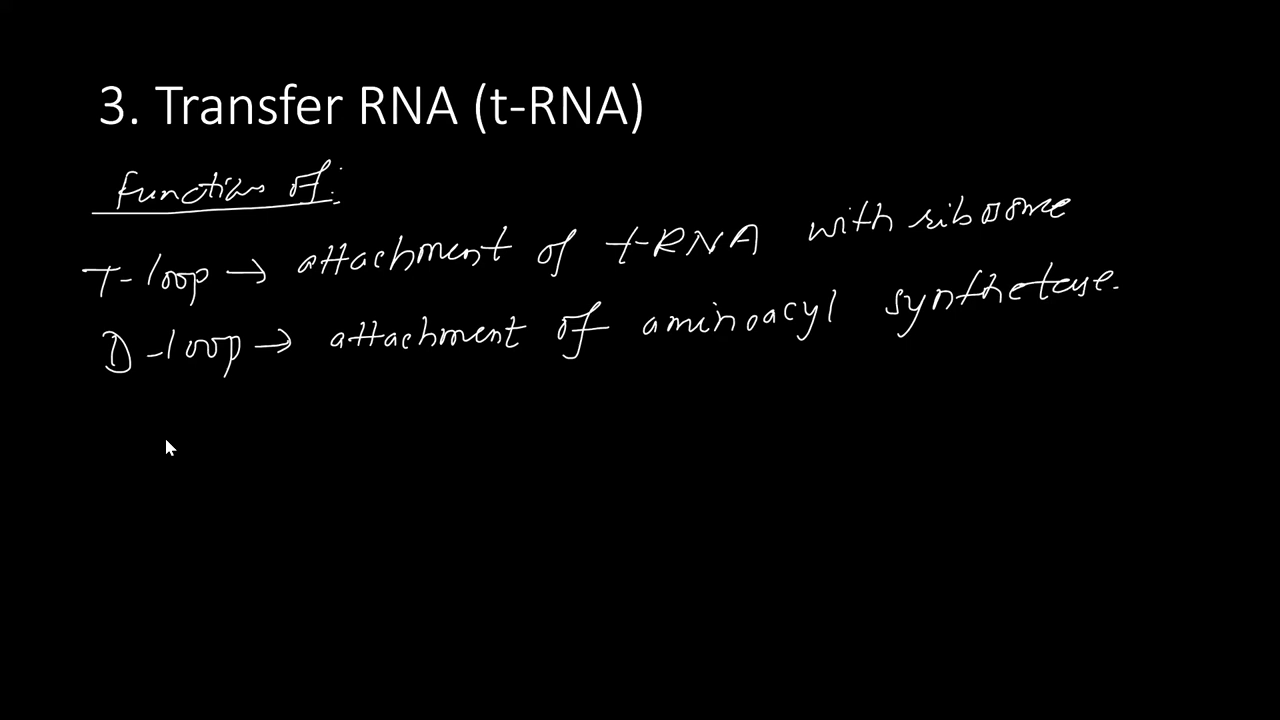 3. Transfer RNA (t-RNA)
Functions of:
T-loop → attachment of t-RNA with ribosome
D-loop → attachment of aminoacyl synthetase.